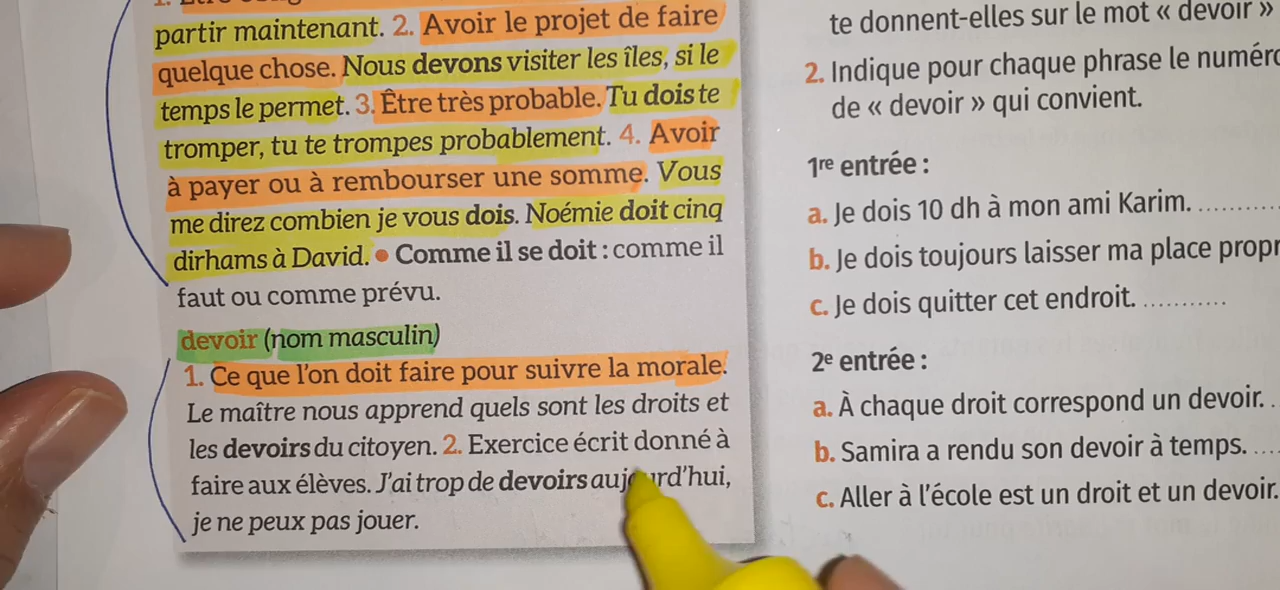 partir maintenant. 2. Avoir le projet de faire
quelque chose. Nous devons visiter les îles, si le
temps le permet. 3. Être très probable. Tu dois te
tromper, tu te trompes probablement. 4. Avoir
à payer ou à rembourser une somme. Vous
me direz combien je vous dois. Noémie doit cinq
dirhams à David. • Comme il se doit : comme il
faut ou comme prévu.
devoir (nom masculin)
1. Ce que l'on doit faire pour suivre la morale.
Le maître nous apprend quels sont les droits et
les devoirs du citoyen. 2. Exercice écrit donné à
faire aux élèves. J'ai trop de devoirs aujourd'hui,
je ne peux pas jouer.
te donnent-elles sur le mot « devoir »
2. Indique pour chaque phrase le numéro
de « devoir » qui convient.
1re entrée :
a. Je dois 10 dh à mon ami Karim. ..........
b. Je dois toujours laisser ma place propr
c. Je dois quitter cet endroit. ...........
2e entrée :
a. À chaque droit correspond un devoir. .
b. Samira a rendu son devoir à temps. ....
c. Aller à l'école est un droit et un devoir.